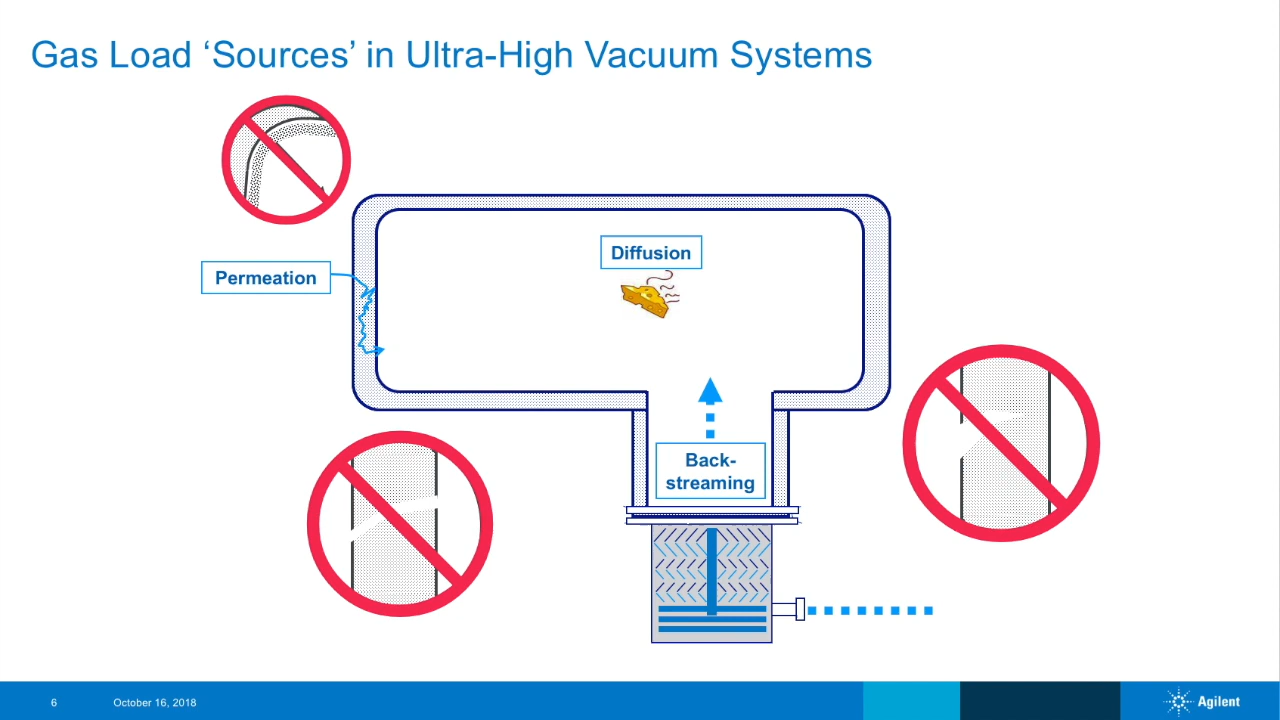 Gas Load ‘Sources’ in Ultra-High Vacuum Systems
Diffusion
Permeation
Back-
streaming
6
October 16, 2018
Agilent